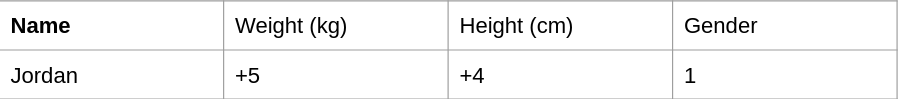 Name Weight (kg) Height (cm) Gender
Jordan +5 +4 1